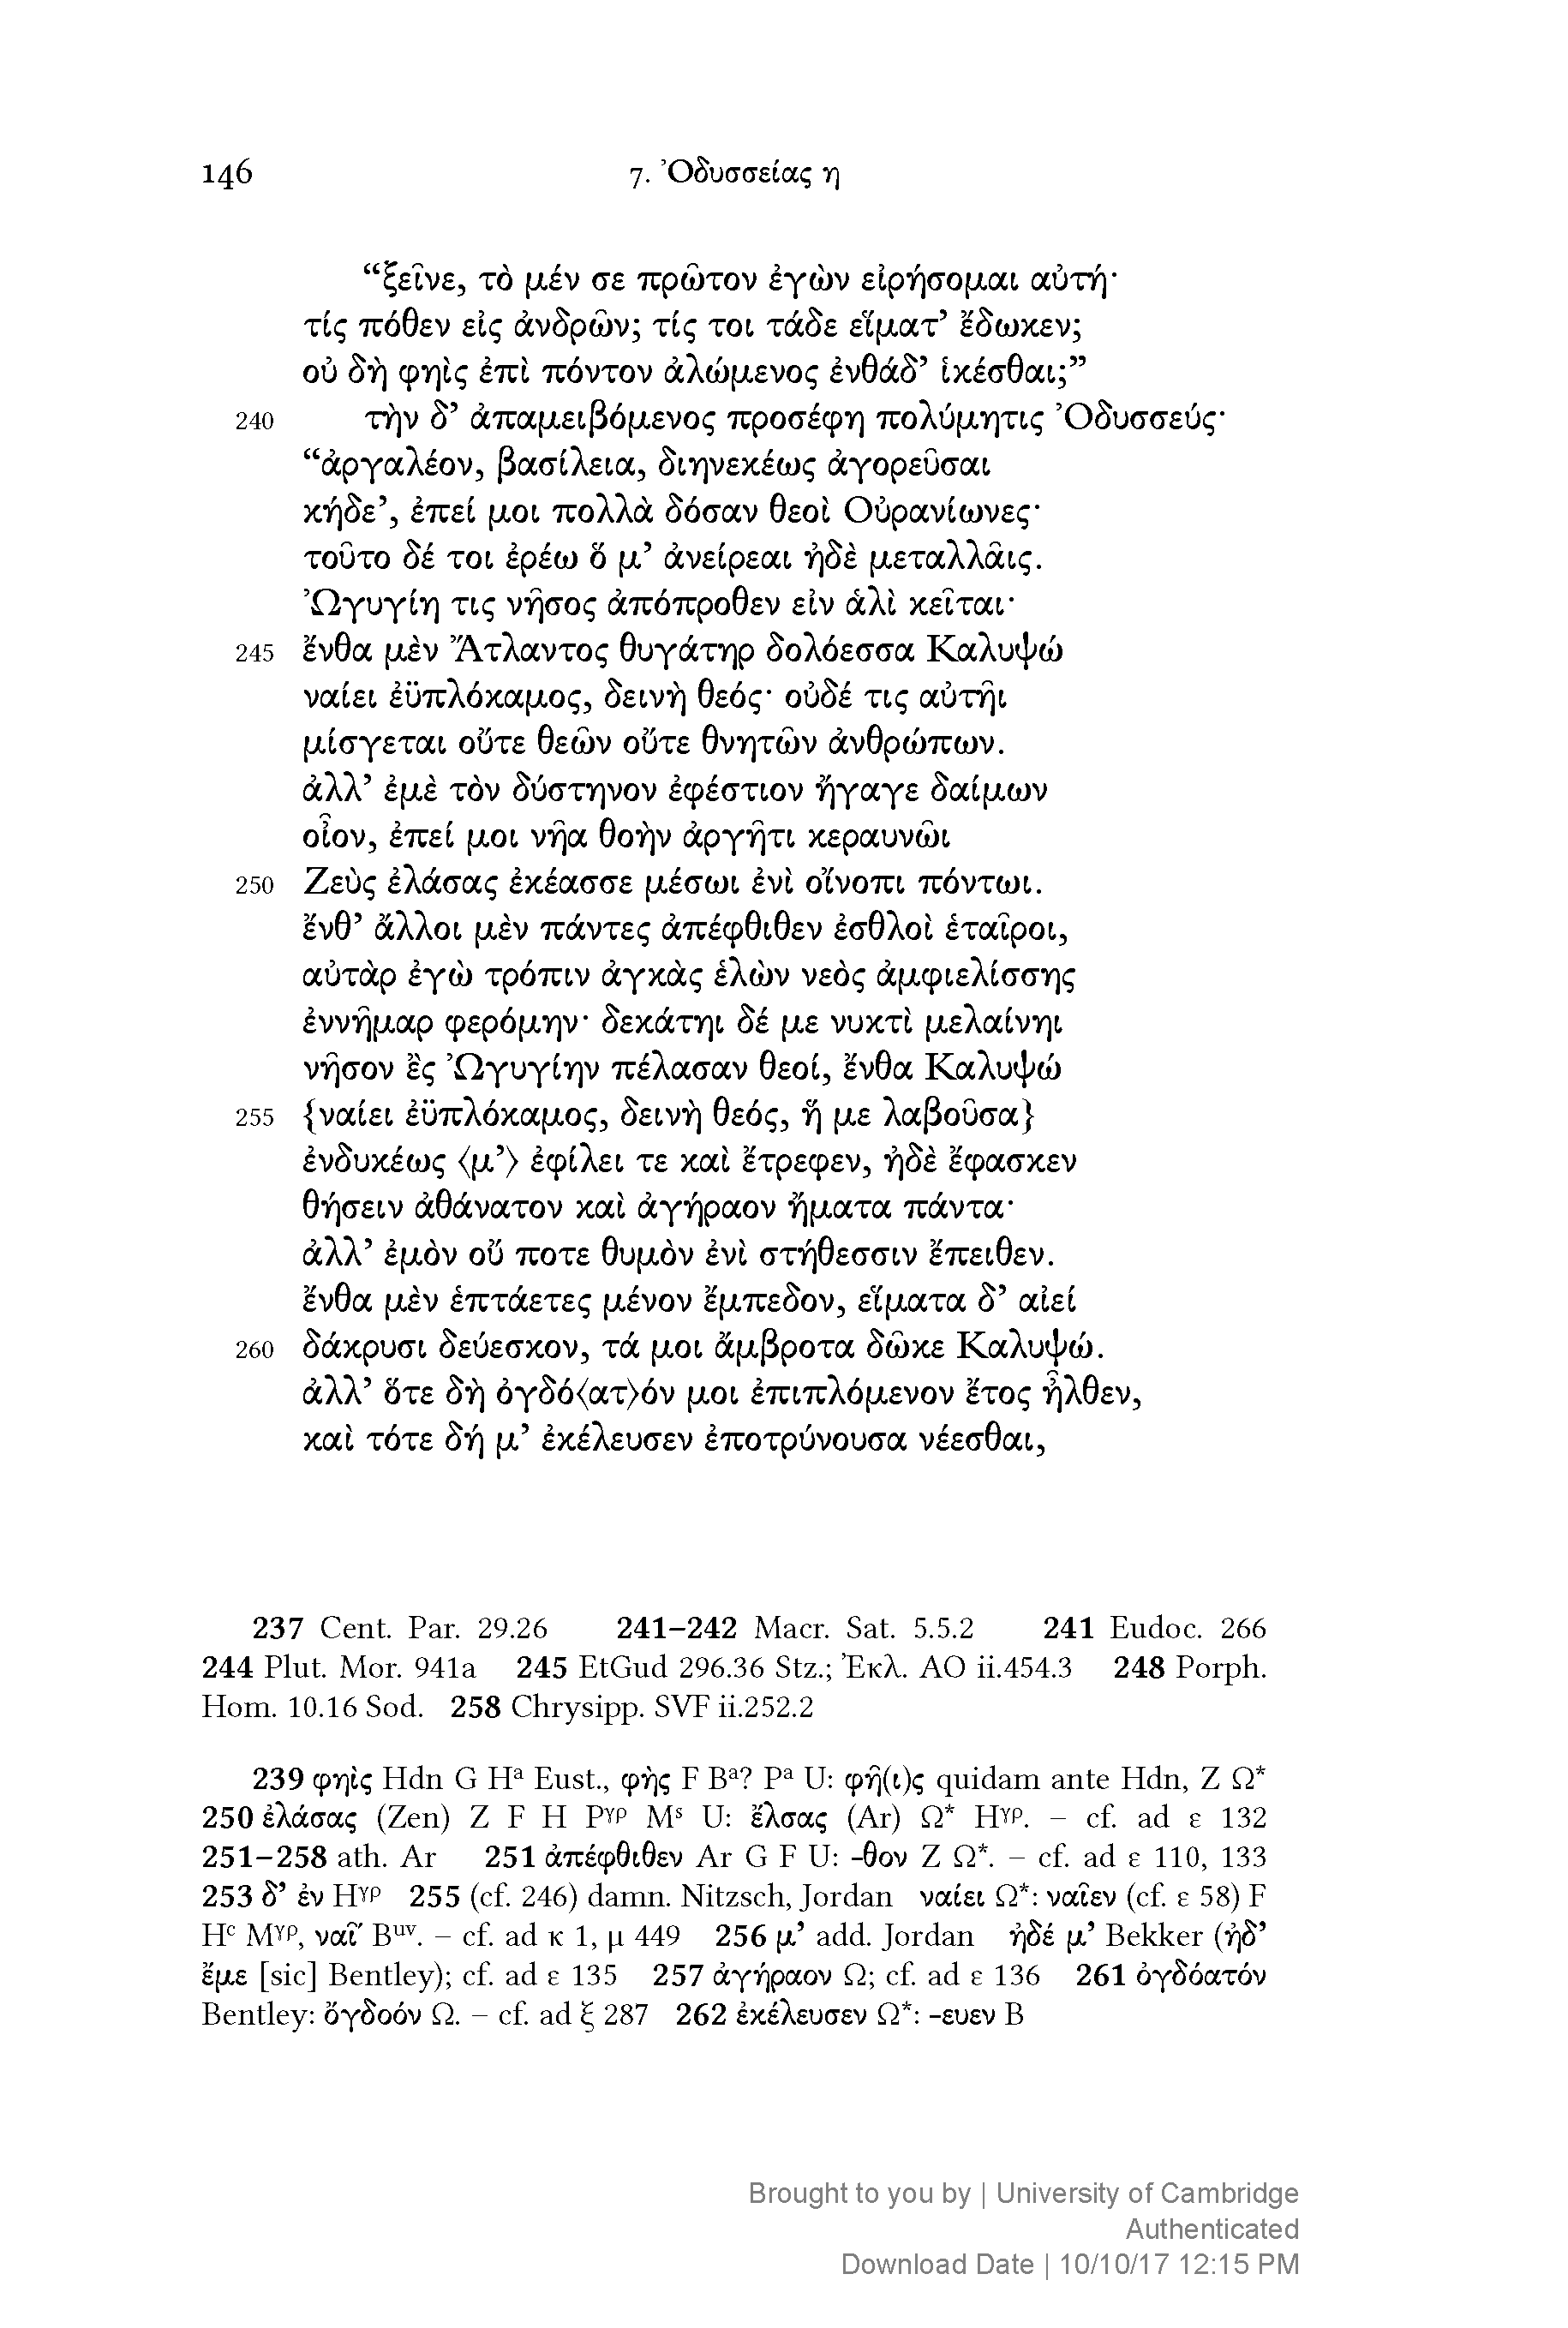 146
7. Ὀδυσσείας η
“ξεῖνε, τὸ μέν σε πρῶτον ἐγὼν εἰρήσομαι αὐτή·
τίς πόθεν εἰς ἀνδρῶν; τίς τοι τάδε εἵματ’ ἔδωκεν;
οὐ δὴ φηὶς ἐπὶ πόντον ἀλώμενος ἐνθάδ’ ἱκέσθαι;”
240 τὴν δ’ ἀπαμειβόμενος προσέφη πολύμητις Ὀδυσσεύς·
“ἀργαλέον, βασίλεια, διηνεκέως ἀγορεῦσαι
κήδε’, ἐπεί μοι πολλὰ δόσαν θεοὶ Οὐρανίωνες·
τοῦτο δέ τοι ἐρέω ὅ μ’ ἀνείρεαι ἠδὲ μεταλλᾶις.
Ὠγυγίη τις νῆσος ἀπόπροθεν εἰν ἁλὶ κεῖται·
245 ἔνθα μὲν Ἄτλαντος θυγάτηρ δολόεσσα Καλυψώ
ναίει ἐϋπλόκαμος, δεινὴ θεός· οὐδέ τις αὐτῆι
μίσγεται οὔτε θεῶν οὔτε θνητῶν ἀνθρώπων.
ἀλλ’ ἐμὲ τὸν δύστηνον ἐφέστιον ἤγαγε δαίμων
οἶον, ἐπεί μοι νῆα θοὴν ἀργῆτι κεραυνῶι
250 Ζεὺς ἐλάσας ἐκέασσε μέσωι ἐνὶ οἴνοπι πόντωι.
ἔνθ’ ἄλλοι μὲν πάντες ἀπέφθιθεν ἐσθλοὶ ἑταῖροι,
αὐτὰρ ἐγὼ τρόπιν ἀγκὰς ἑλὼν νεὸς ἀμφιελίσσης
ἐννῆμαρ φερόμην· δεκάτηι δέ με νυκτὶ μελαίνηι
νῆσον ἒς Ὠγυγίην πέλασαν θεοί, ἔνθα Καλυψώ
255 {ναίει ἐϋπλόκαμος, δεινὴ θεός, ἥ με λαβοῦσα}
ἐνδυκέως ⟨μ’⟩ ἐφίλει τε καὶ ἔτρεφεν, ἠδὲ ἔφασκεν
θήσειν ἀθάνατον καὶ ἀγήραον ἤματα πάντα·
ἀλλ’ ἐμὸν οὔ ποτε θυμὸν ἐνὶ στήθεσσιν ἔπειθεν.
ἔνθα μὲν ἑπτάετες μένον ἔμπεδον, εἵματα δ’ αἰεί
260 δάκρυσι δεύεσκον, τά μοι ἄμβροτα δῶκε Καλυψώ.
ἀλλ’ ὅτε δὴ ὀγδό⟨ατ⟩όν μοι ἐπιπλόμενον ἔτος ἦλθεν,
καὶ τότε δή μ’ ἐκέλευσεν ἐποτρύνουσα νέεσθαι,
237 Cent. Par. 29.26 241–242 Macr. Sat. 5.5.2 241 Eudoc. 266
244 Plut. Mor. 941a 245 EtGud 296.36 Stz.; Ἐκλ. AO ii.454.3 248 Porph.
Hom. 10.16 Sod. 258 Chrysipp. SVF ii.252.2
239 φηὶς Hdn G Hᵃ Eust., φὴς F Bᵃ? Pᵃ U: φῆ(ι)ς quidam ante Hdn, Z Ω*
250 ἐλάσας (Zen) Z F H Pᵞᵖ Mˢ U: ἔλσας (Ar) Ω* Hᵞᵖ. – cf. ad ε 132
251–258 ath. Ar 251 ἀπέφθιθεν Ar G F U: -θον Z Ω*. – cf. ad ε 110, 133
253 δ’ ἐν Hᵞᵖ 255 (cf. 246) damn. Nitzsch, Jordan ναίει Ω*: ναῖεν (cf. ε 58) F
Hᶜ Mᵞᵖ, ναῖ’ Bᵘᵛ. – cf. ad κ 1, μ 449 256 μ’ add. Jordan ἠδέ μ’ Bekker (ἠδ’
ἔμε [sic] Bentley); cf. ad ε 135 257 ἀγήραον Ω; cf. ad ε 136 261 ὀγδόατόν
Bentley: ὄγδοόν Ω. – cf. ad ξ 287 262 ἐκέλευσεν Ω*: -ευεν B
Brought to you by | University of Cambridge
Authenticated
Download Date | 10/10/17 12:15 PM